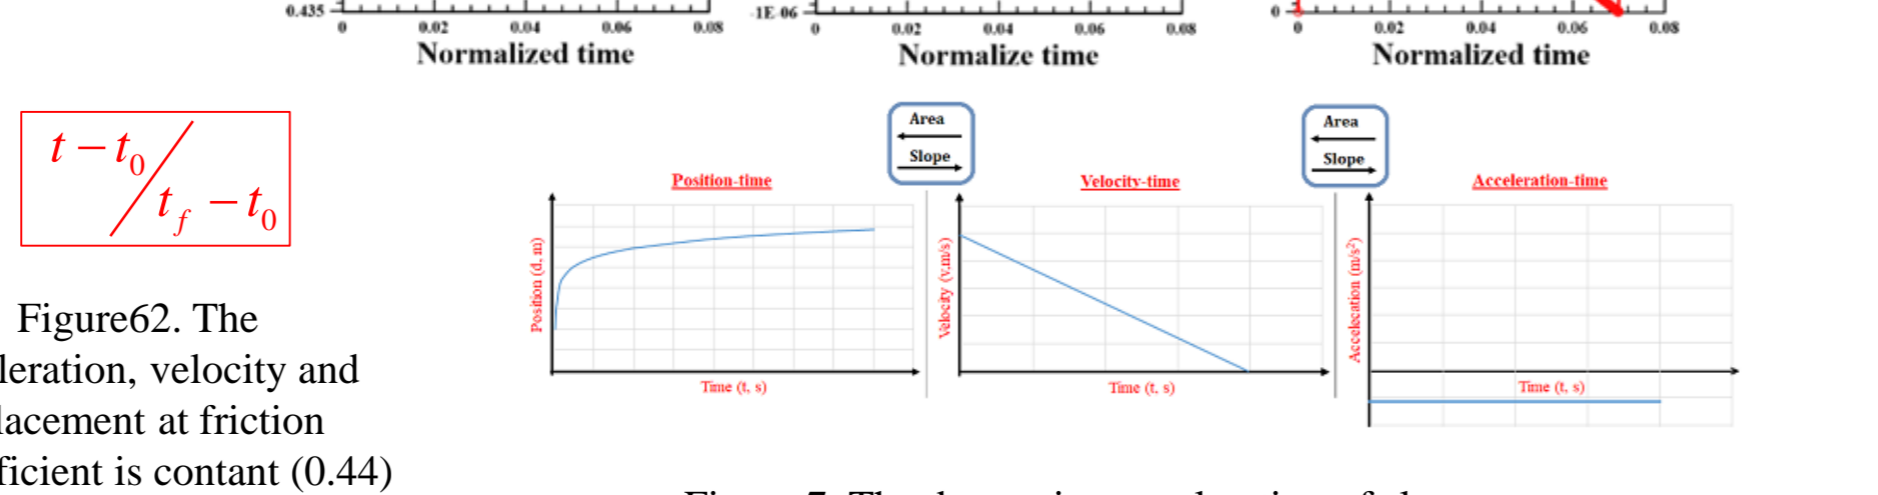 0.435
0 0.02 0.04 0.06 0.08
Normalized time
-1E-06
0 0.02 0.04 0.06 0.08
Normalize time
0
0 0.02 0.04 0.06 0.08
Normalized time
t − t0 / tf − t0
Area
Slope
Area
Slope
Position-time
Position (d, m)
Time (t, s)
Velocity-time
Velocity (v.m/s)
Time (t, s)
Acceleration-time
Acceleration (m/s²)
Time (t, s)
Figure62. The
leration, velocity and
lacement at friction
ficient is contant (0.44)